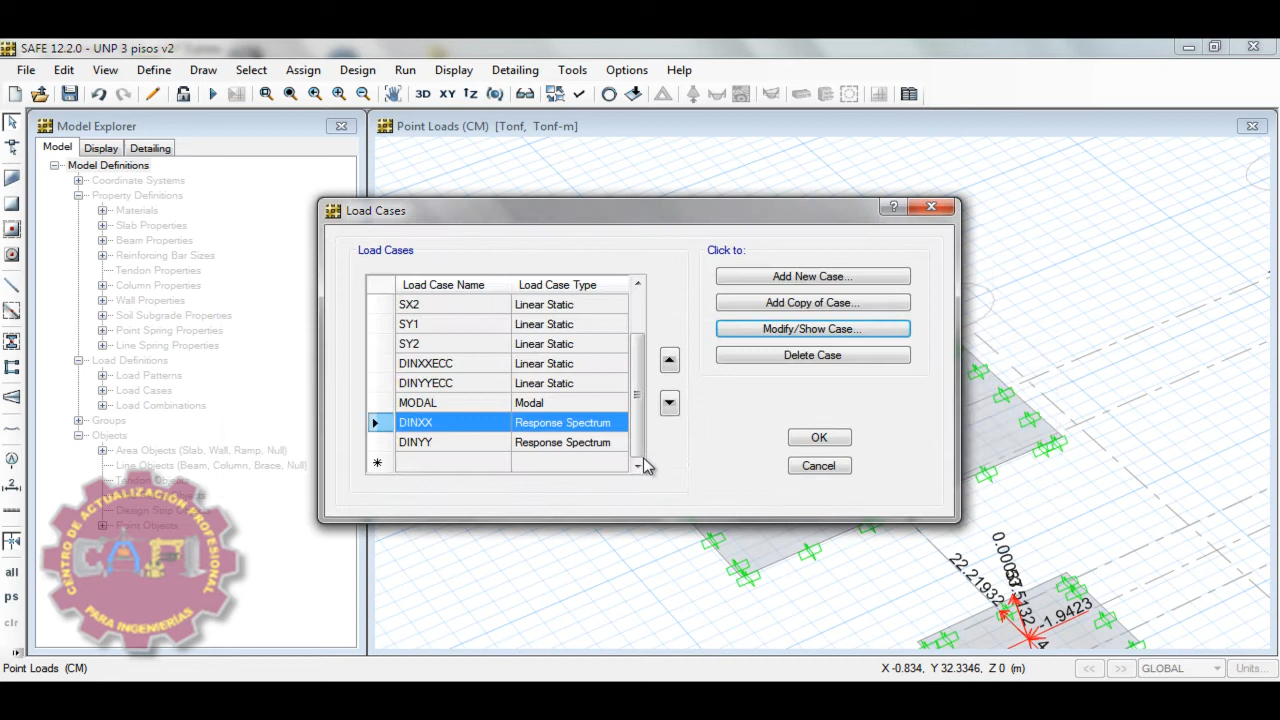 SAFE 12.2.0 - UNP 3 pisos v2
File Edit View Define Draw Select Assign Design Run Display Detailing Tools Options Help
3D XY
Model Explorer
Point Loads (CM) [Tonf, Tonf-m]
Model Display Detailing
Model Definitions
Coordinate Systems
Property Definitions
Materials
Slab Properties
Beam Properties
Reinforcing Bar Sizes
Tendon Properties
Column Properties
Wall Properties
Soil Subgrade Properties
Point Spring Properties
Line Spring Properties
Load Definitions
Load Patterns
Load Cases
Load Combinations
Groups
Objects
Area Objects (Slab, Wall, Ramp, Null)
Line Objects (Beam, Column, Brace, Null)
Design Strip
Point Objects
all
ps
clr
CENTRO DE ACTUALIZACIÓN PROFESIONAL
CAPI
PARA INGENIERÍAS
Load Cases
Load Cases
Load Case Name Load Case Type
SX2 Linear Static
SY1 Linear Static
SY2 Linear Static
DINXXECC Linear Static
DINYYECC Linear Static
MODAL Modal
DINXX Response Spectrum
DINYY Response Spectrum
Click to:
Add New Case...
Add Copy of Case...
Modify/Show Case...
Delete Case
OK
Cancel
22.21932
-1.9423
Point Loads (CM)
X -0.834, Y 32.3346, Z 0 (m)
<< >> GLOBAL Units...